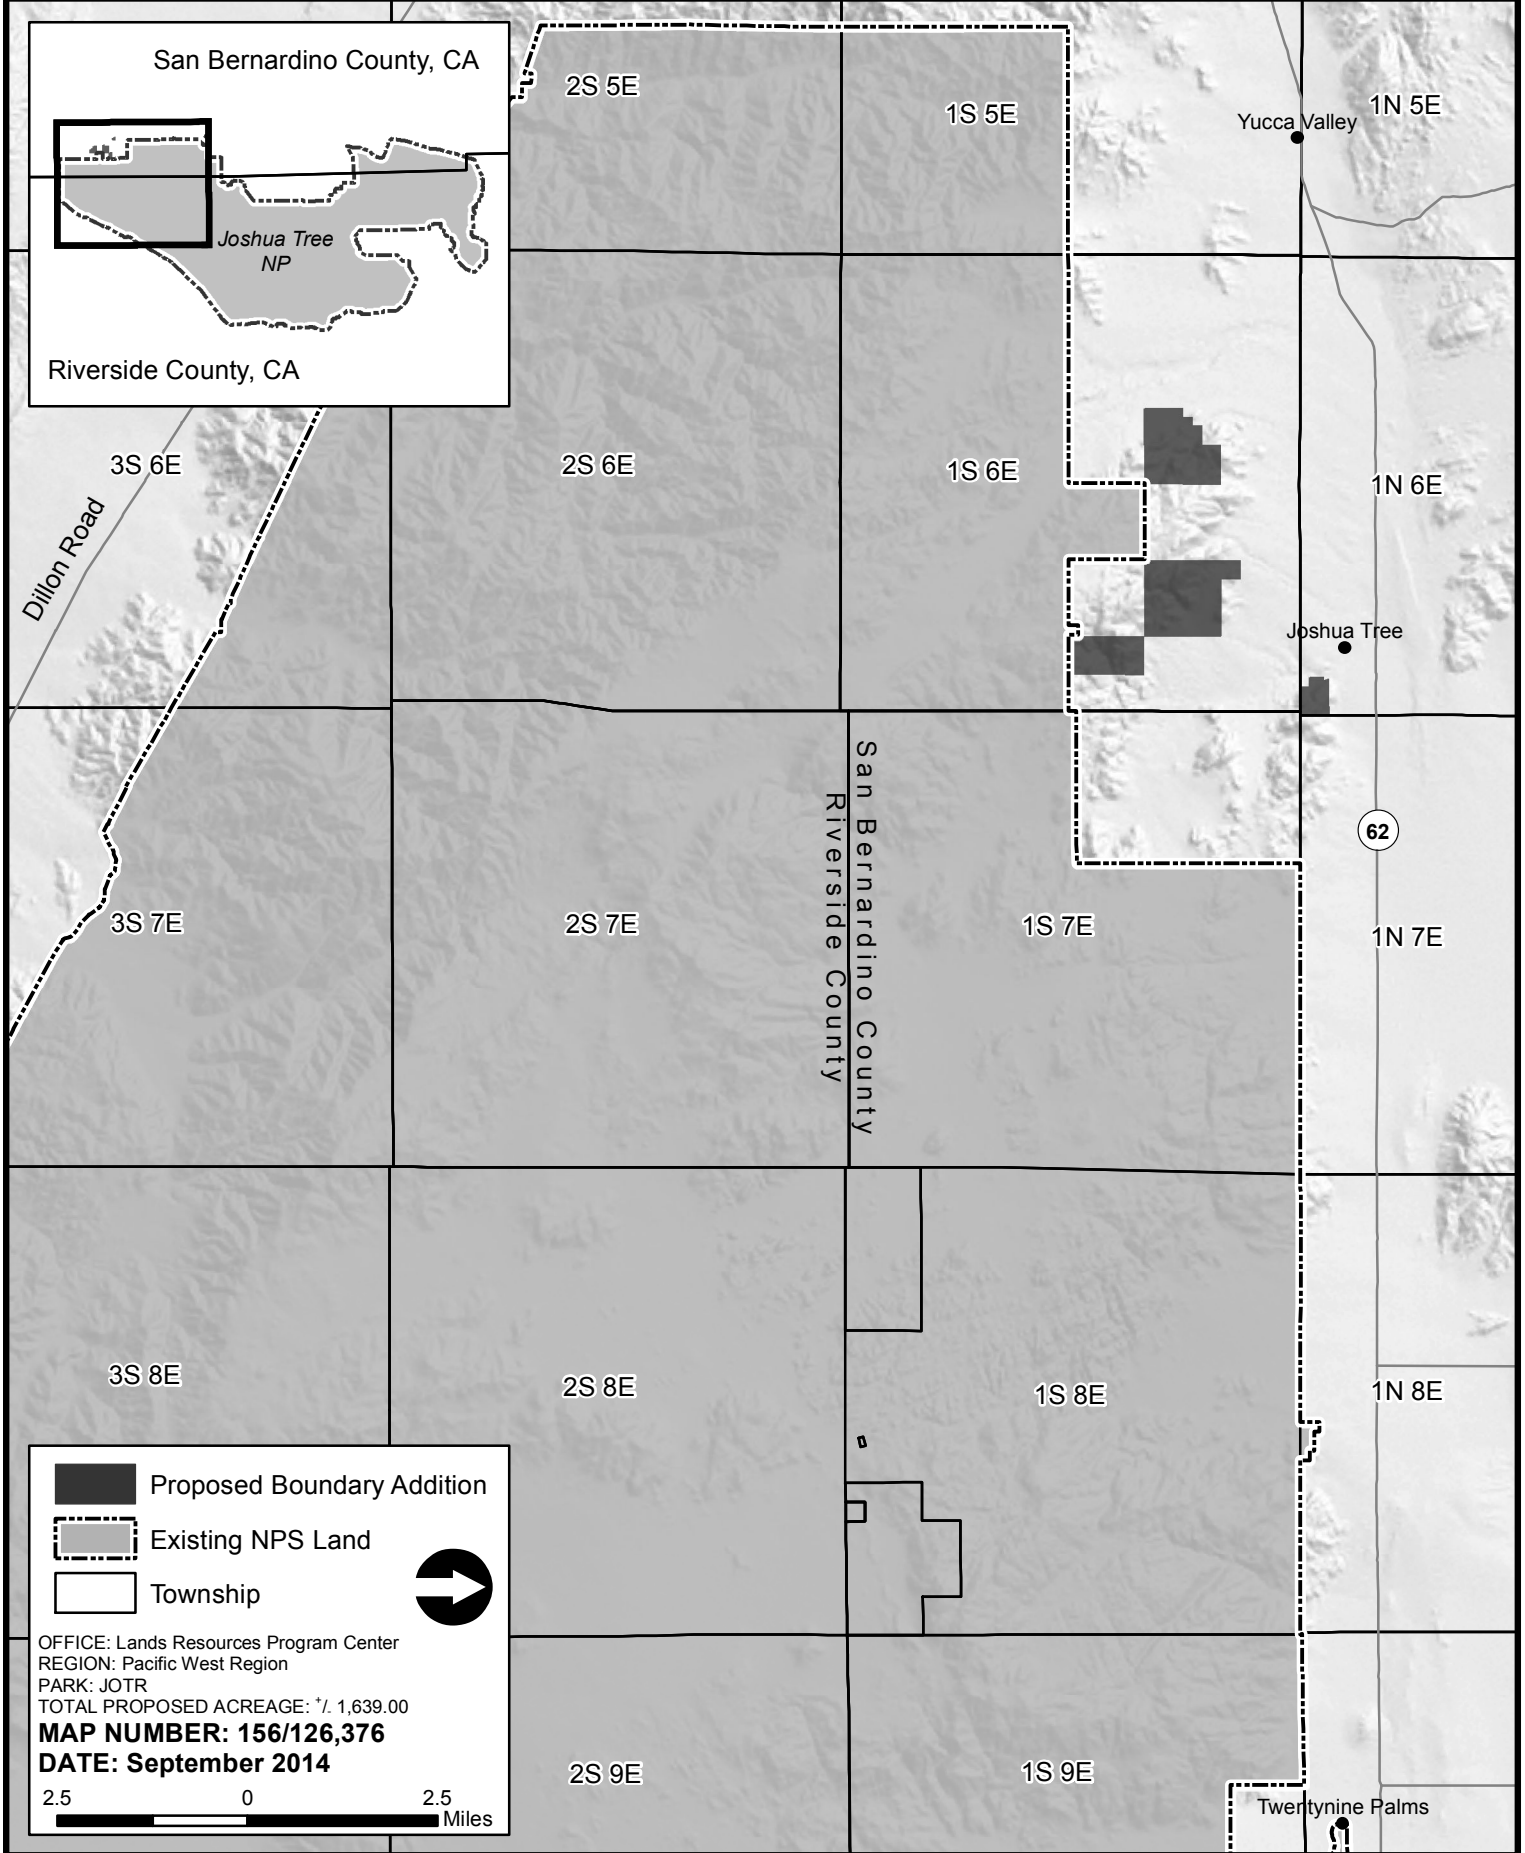 San Bernardino County, CA
Joshua Tree
NP
Riverside County, CA
2S 5E
1S 5E
1N 5E
Yucca Valley
3S 6E
2S 6E
1S 6E
1N 6E
Dillon Road
Joshua Tree
San Bernardino County
Riverside County
62
3S 7E
2S 7E
1S 7E
1N 7E
3S 8E
2S 8E
1S 8E
1N 8E
Proposed Boundary Addition
Existing NPS Land
Township
OFFICE: Lands Resources Program Center
REGION: Pacific West Region
PARK: JOTR
TOTAL PROPOSED ACREAGE: +/- 1,639.00
MAP NUMBER: 156/126,376
DATE: September 2014
2.5 0 2.5
Miles
2S 9E
1S 9E
Twentynine Palms